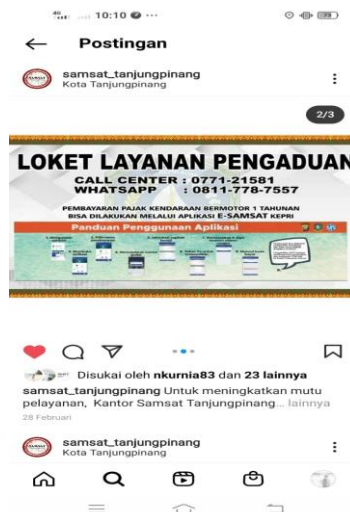 10:10
Postingan
samsat_tanjungpinang
Kota Tanjungpinang
2/3
LOKET LAYANAN PENGADUAN
CALL CENTER : 0771-21581
WHATSAPP : 0811-778-7557
PEMBAYARAN PAJAK KENDARAAN BERMOTOR 1 TAHUNAN
BISA DILAKUKAN MELALUI APLIKASI E-SAMSAT KEPRI
Panduan Penggunaan Aplikasi
Disukai oleh nkurnia83 dan 23 lainnya
samsat_tanjungpinang Untuk meningkatkan mutu
pelayanan, Kantor Samsat Tanjungpinang... lainnya
28 Februari
samsat_tanjungpinang
Kota Tanjungpinang